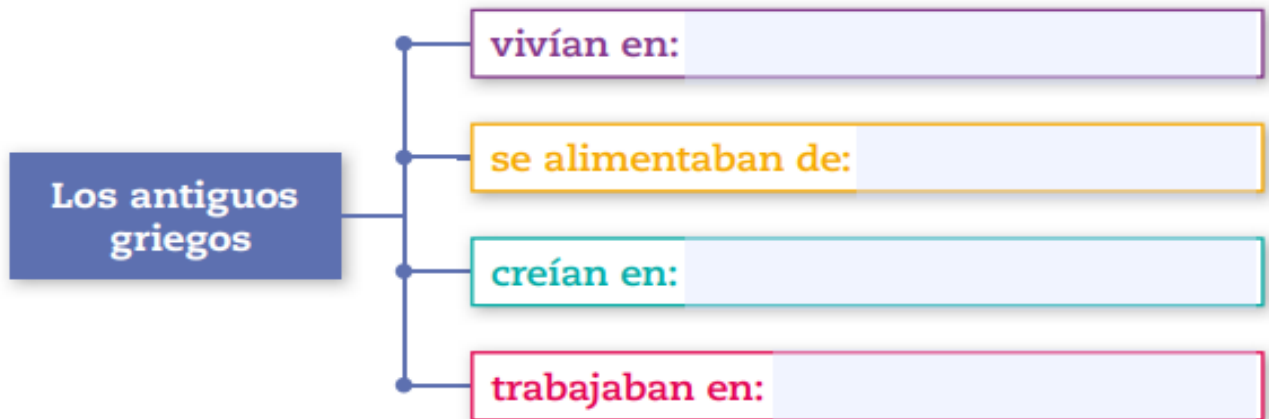 Los antiguos
griegos
vivían en:
se alimentaban de:
creían en:
trabajaban en: